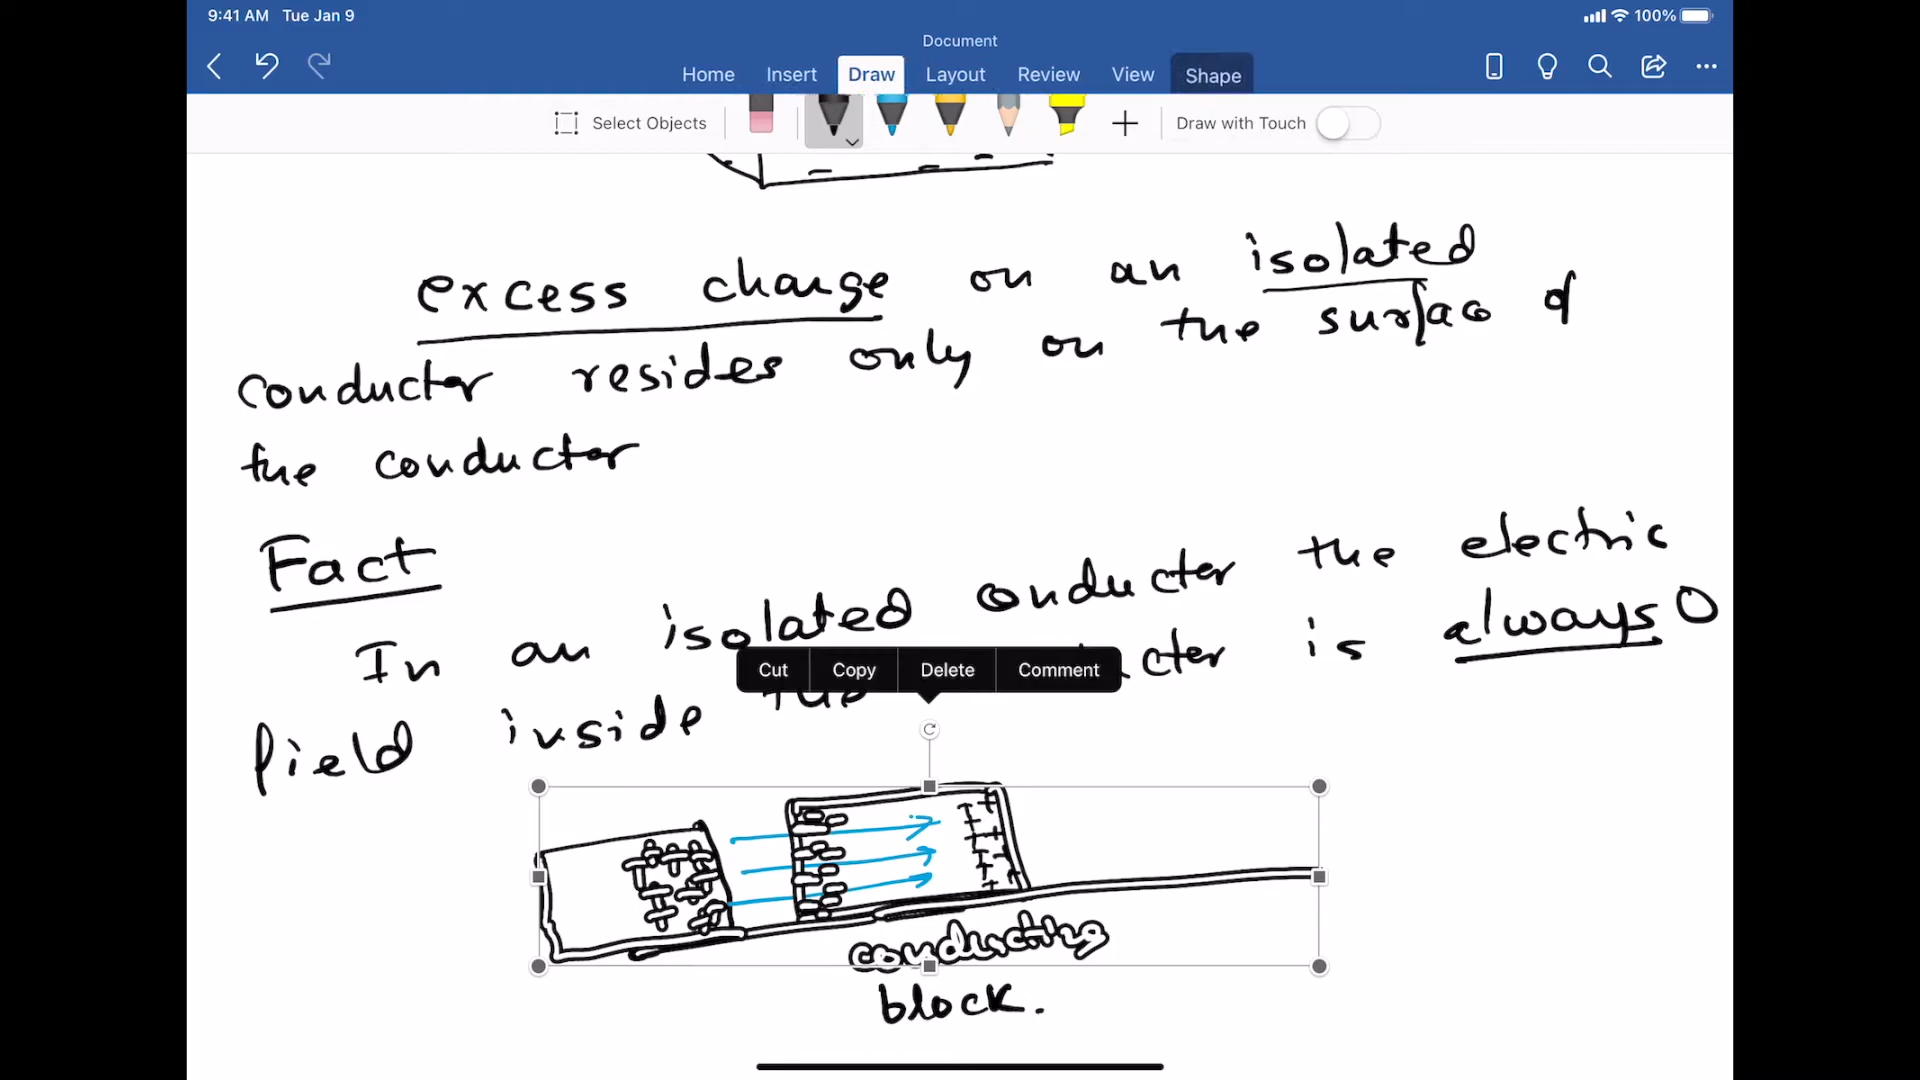 9:41 AM Tue Jan 9 100%
Document
Home Insert Draw Layout Review View Shape
Select Objects Draw with Touch
excess charge on an isolated
conductor resides only on the surface of
the conductor
Fact
In an isolated conductor the electric
field inside the cter is always 0
Cut Copy Delete Comment
conducting
block.